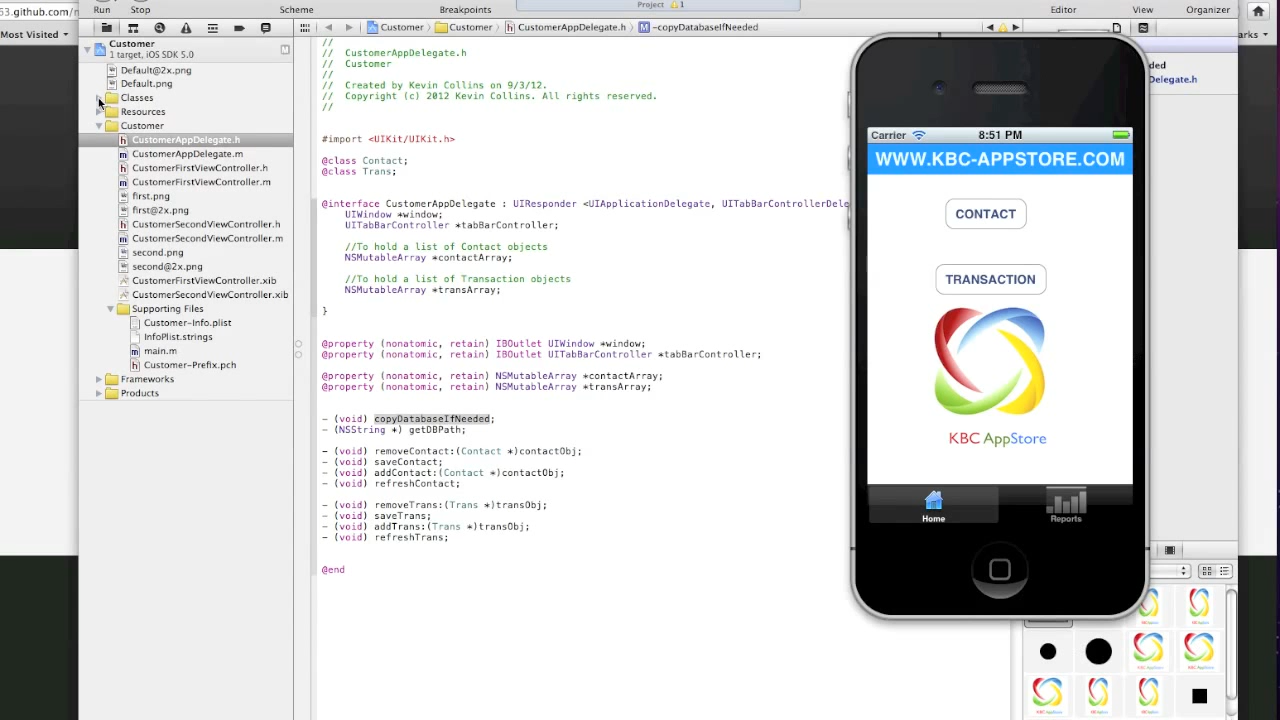 53.github.com/n
Most Visited
Run
Stop
Scheme
Breakpoints
Project 1
Editor
View
Organizer
arks
Customer
1 target, iOS SDK 5.0
M
Default@2x.png
Default.png
Classes
Resources
Customer
CustomerAppDelegate.h
CustomerAppDelegate.m
CustomerFirstViewController.h
CustomerFirstViewController.m
first.png
first@2x.png
CustomerSecondViewController.h
CustomerSecondViewController.m
second.png
second@2x.png
CustomerFirstViewController.xib
CustomerSecondViewController.xib
Supporting Files
Customer-Info.plist
InfoPlist.strings
main.m
Customer-Prefix.pch
Frameworks
Products
Customer
Customer
CustomerAppDelegate.h
-copyDatabaseIfNeeded
//
//  CustomerAppDelegate.h
//  Customer
//
//  Created by Kevin Collins on 9/3/12.
//  Copyright (c) 2012 Kevin Collins. All rights reserved.
//
#import <UIKit/UIKit.h>
@class Contact;
@class Trans;
@interface CustomerAppDelegate : UIResponder <UIApplicationDelegate, UITabBarControllerDele
UIWindow *window;
UITabBarController *tabBarController;
//To hold a list of Contact objects
NSMutableArray *contactArray;
//To hold a list of Transaction objects
NSMutableArray *transArray;
}
@property (nonatomic, retain) IBOutlet UIWindow *window;
@property (nonatomic, retain) IBOutlet UITabBarController *tabBarController;
@property (nonatomic, retain) NSMutableArray *contactArray;
@property (nonatomic, retain) NSMutableArray *transArray;
- (void) copyDatabaseIfNeeded;
- (NSString *) getDBPath;
- (void) removeContact:(Contact *)contactObj;
- (void) saveContact;
- (void) addContact:(Contact *)contactObj;
- (void) refreshContact;
- (void) removeTrans:(Trans *)transObj;
- (void) saveTrans;
- (void) addTrans:(Trans *)transObj;
- (void) refreshTrans;
@end
ded
Delegate.h
Carrier
8:51 PM
WWW.KBC-APPSTORE.COM
CONTACT
TRANSACTION
KBC AppStore
Home
Reports